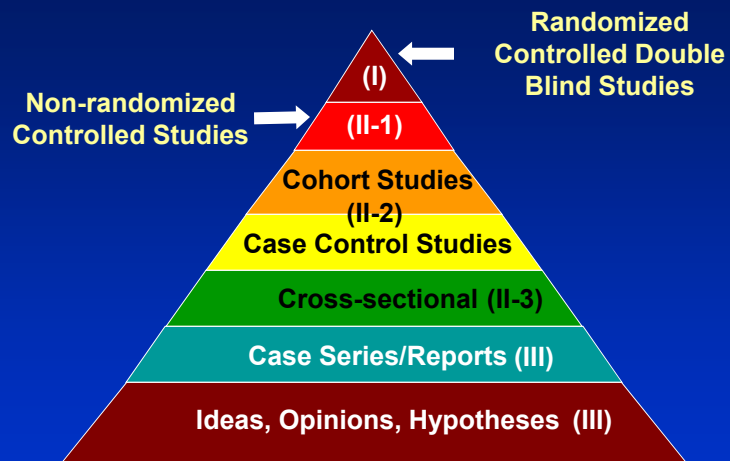 Randomized
Controlled Double
Blind Studies
(I)
Non-randomized
Controlled Studies
(II-1)
Cohort Studies
(II-2)
Case Control Studies
Cross-sectional (II-3)
Case Series/Reports (III)
Ideas, Opinions, Hypotheses (III)